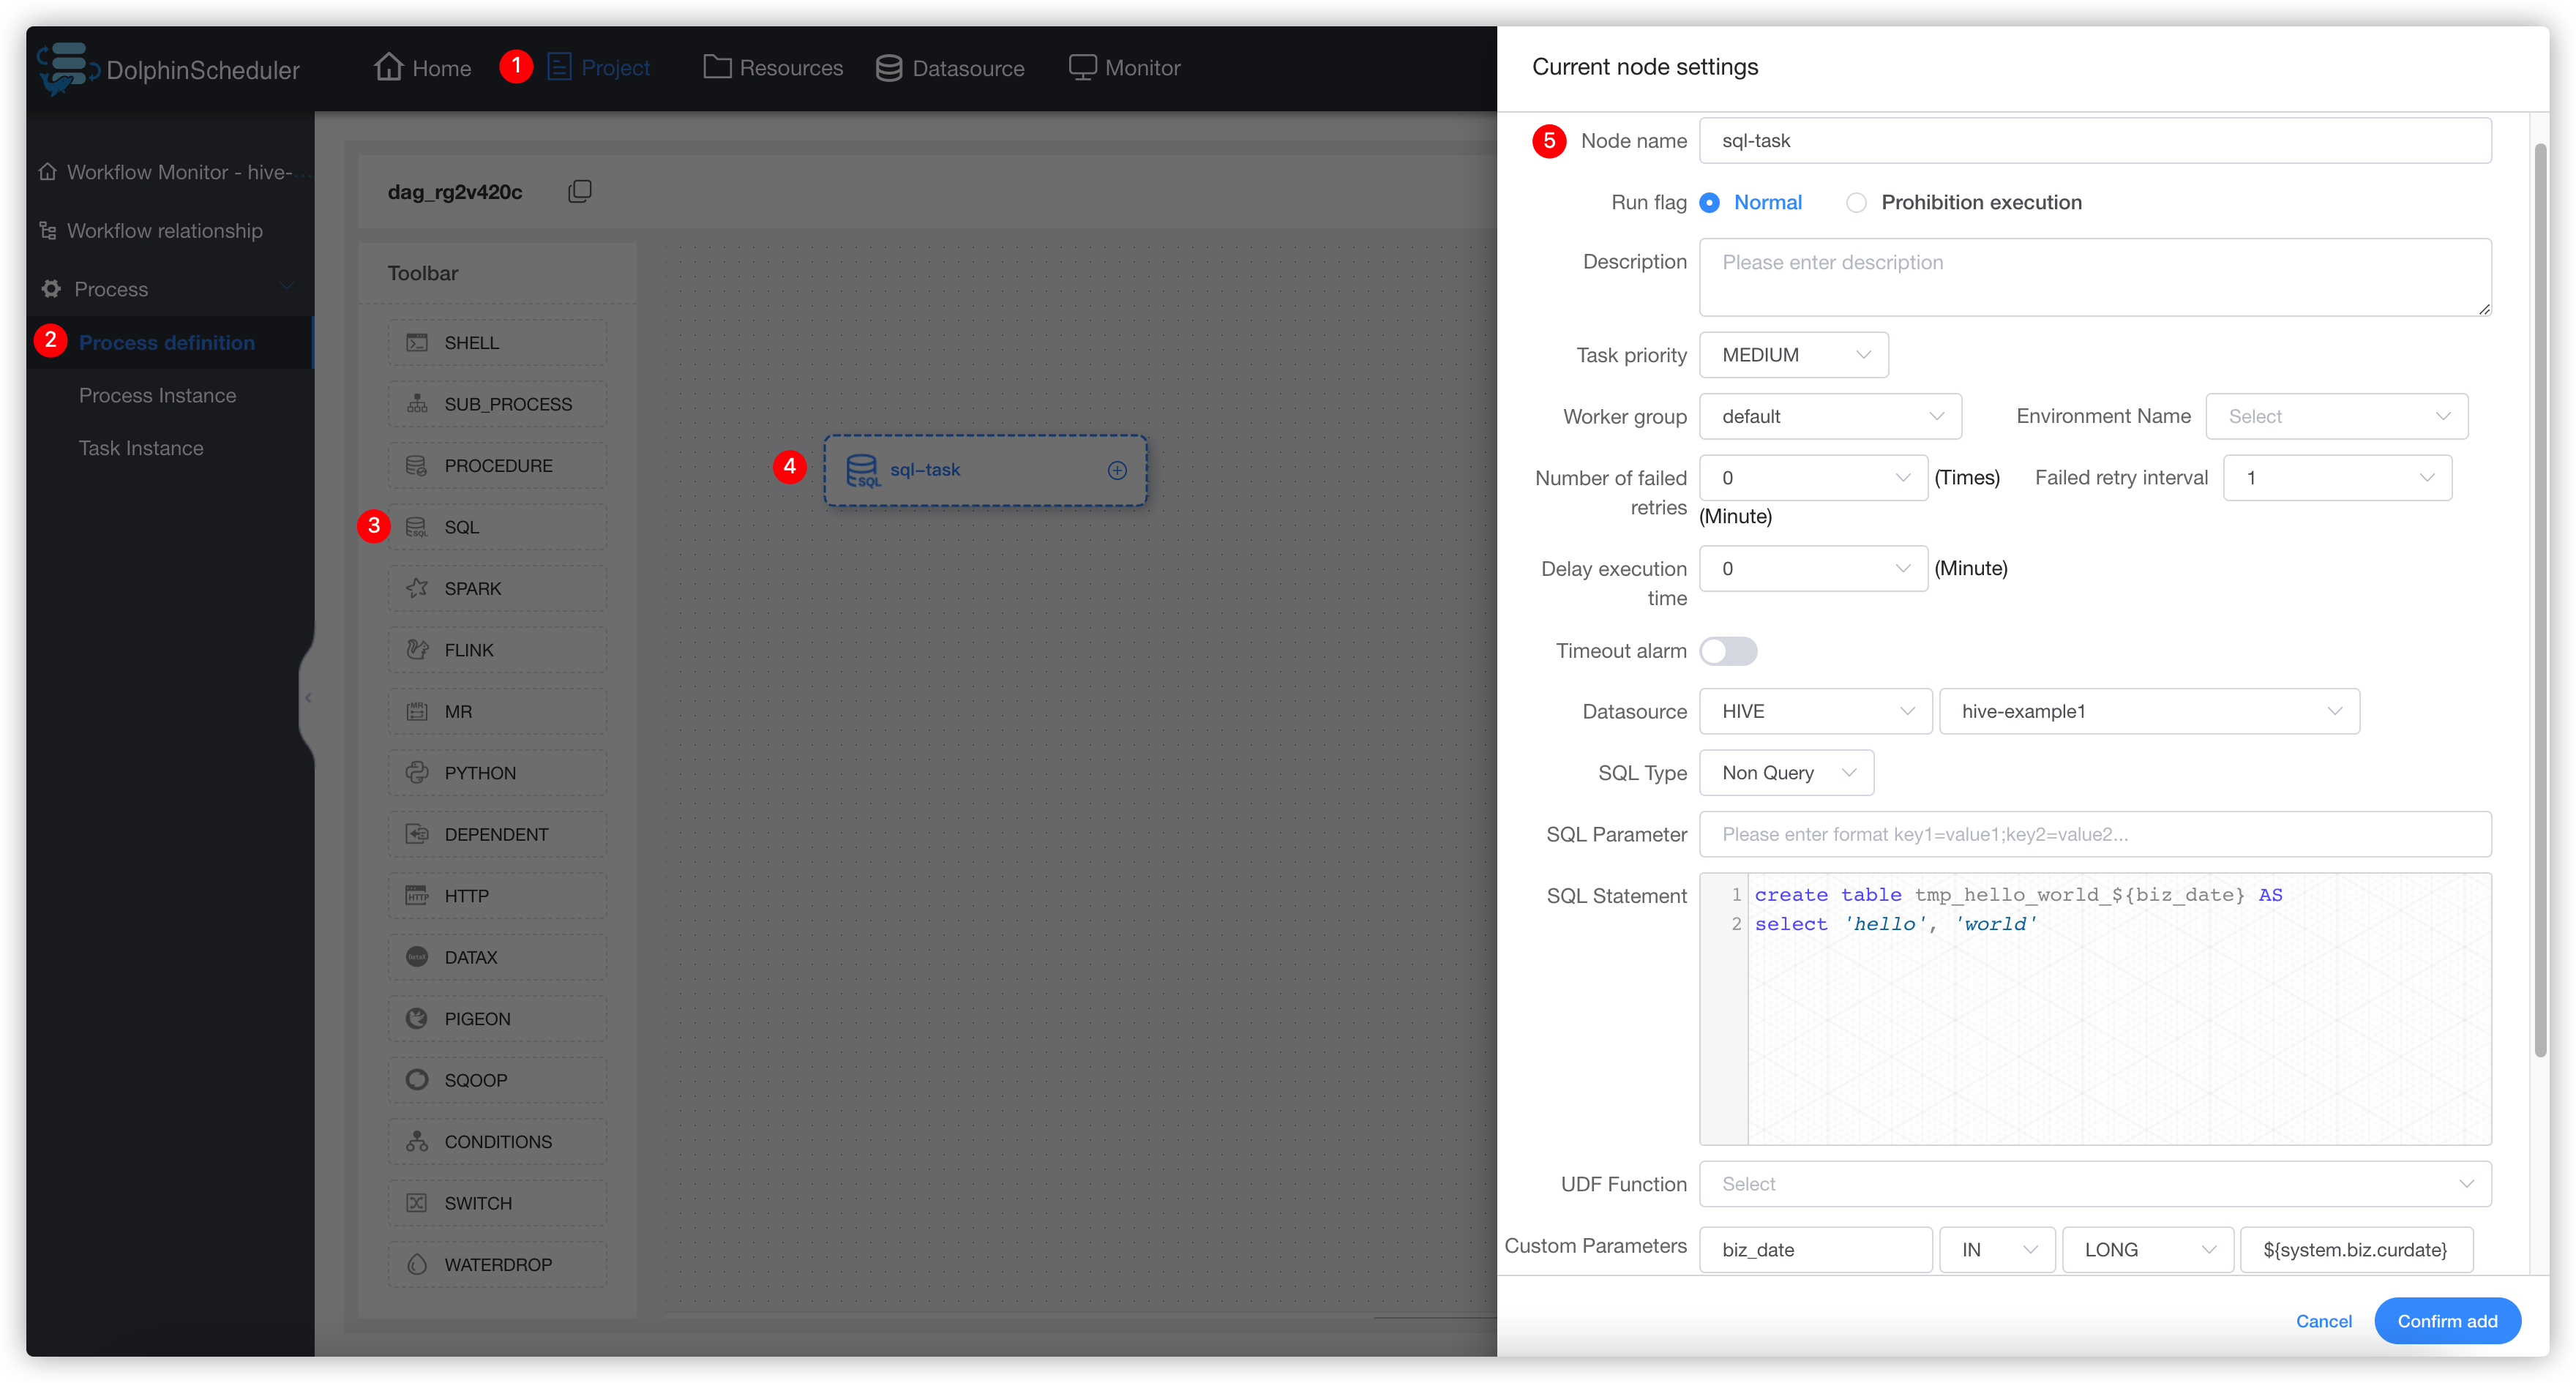 DolphinScheduler
Home
1
Project
Resources
Datasource
Monitor
Workflow Monitor - hive-...
Workflow relationship
Process
2
Process definition
Process Instance
Task Instance
dag_rg2v420c
Toolbar
SHELL
SUB_PROCESS
PROCEDURE
3
SQL
SQL
SPARK
FLINK
MR
MR
PYTHON
DEPENDENT
HTTP
HTTP
DATAX
PIGEON
SQOOP
CONDITIONS
SWITCH
WATERDROP
4
SQL
sql-task
Current node settings
5
Node name
sql-task
Run flag
Normal
Prohibition execution
Description
Please enter description
Task priority
MEDIUM
Worker group
default
Environment Name
Select
Number of failed
retries
0
(Times)
Failed retry interval
1
(Minute)
Delay execution
time
0
(Minute)
Timeout alarm
Datasource
HIVE
hive-example1
SQL Type
Non Query
SQL Parameter
Please enter format key1=value1;key2=value2...
SQL Statement
1 create table tmp_hello_world_${biz_date} AS
2 select 'hello', 'world'
UDF Function
Select
Custom Parameters
biz_date
IN
LONG
${system.biz.curdate}
Cancel
Confirm add